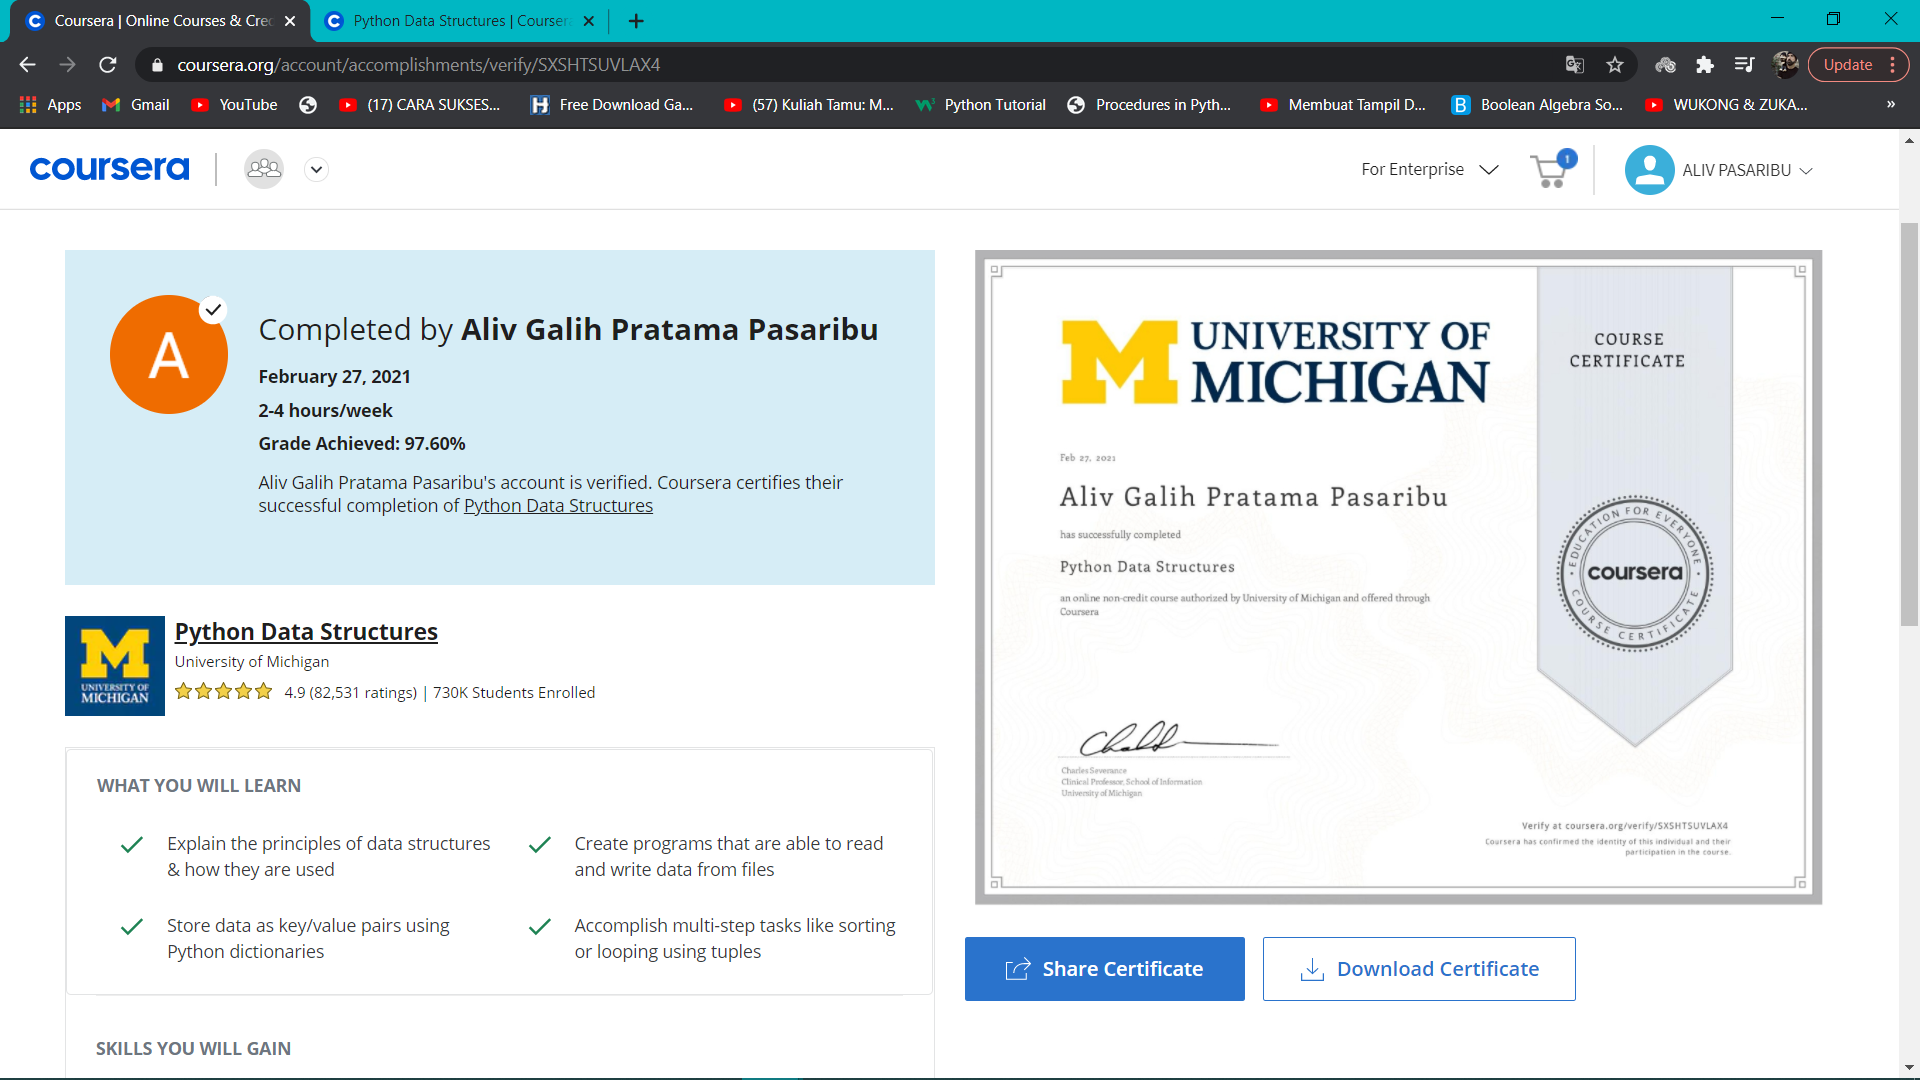 Coursera | Online Courses & Cre
Python Data Structures | Courser
coursera.org/account/accomplishments/verify/SXSHTSUVLAX4
Update
Apps
Gmail
YouTube
(17) CARA SUKSES...
Free Download Ga...
(57) Kuliah Tamu: M...
Python Tutorial
Procedures in Pyth...
Membuat Tampil D...
Boolean Algebra So...
WUKONG & ZUKA...
»
coursera
For Enterprise
1
ALIV PASARIBU
A
Completed by Aliv Galih Pratama Pasaribu
February 27, 2021
2-4 hours/week
Grade Achieved: 97.60%
Aliv Galih Pratama Pasaribu's account is verified. Coursera certifies their
successful completion of Python Data Structures
UNIVERSITY OF
MICHIGAN
Python Data Structures
University of Michigan
4.9 (82,531 ratings) | 730K Students Enrolled
WHAT YOU WILL LEARN
Explain the principles of data structures
& how they are used
Create programs that are able to read
and write data from files
Store data as key/value pairs using
Python dictionaries
Accomplish multi-step tasks like sorting
or looping using tuples
SKILLS YOU WILL GAIN
M UNIVERSITY OF
MICHIGAN
COURSE
CERTIFICATE
Feb 27, 2021
Aliv Galih Pratama Pasaribu
has successfully completed
Python Data Structures
an online non-credit course authorized by University of Michigan and offered through
Coursera
EDUCATION FOR EVERYONE
coursera
COURSE CERTIFICATE
Charles Severance
Clinical Professor, School of Information
University of Michigan
Verify at coursera.org/verify/SXSHTSUVLAX4
Coursera has confirmed the identity of this individual and their
participation in the course.
Share Certificate
Download Certificate